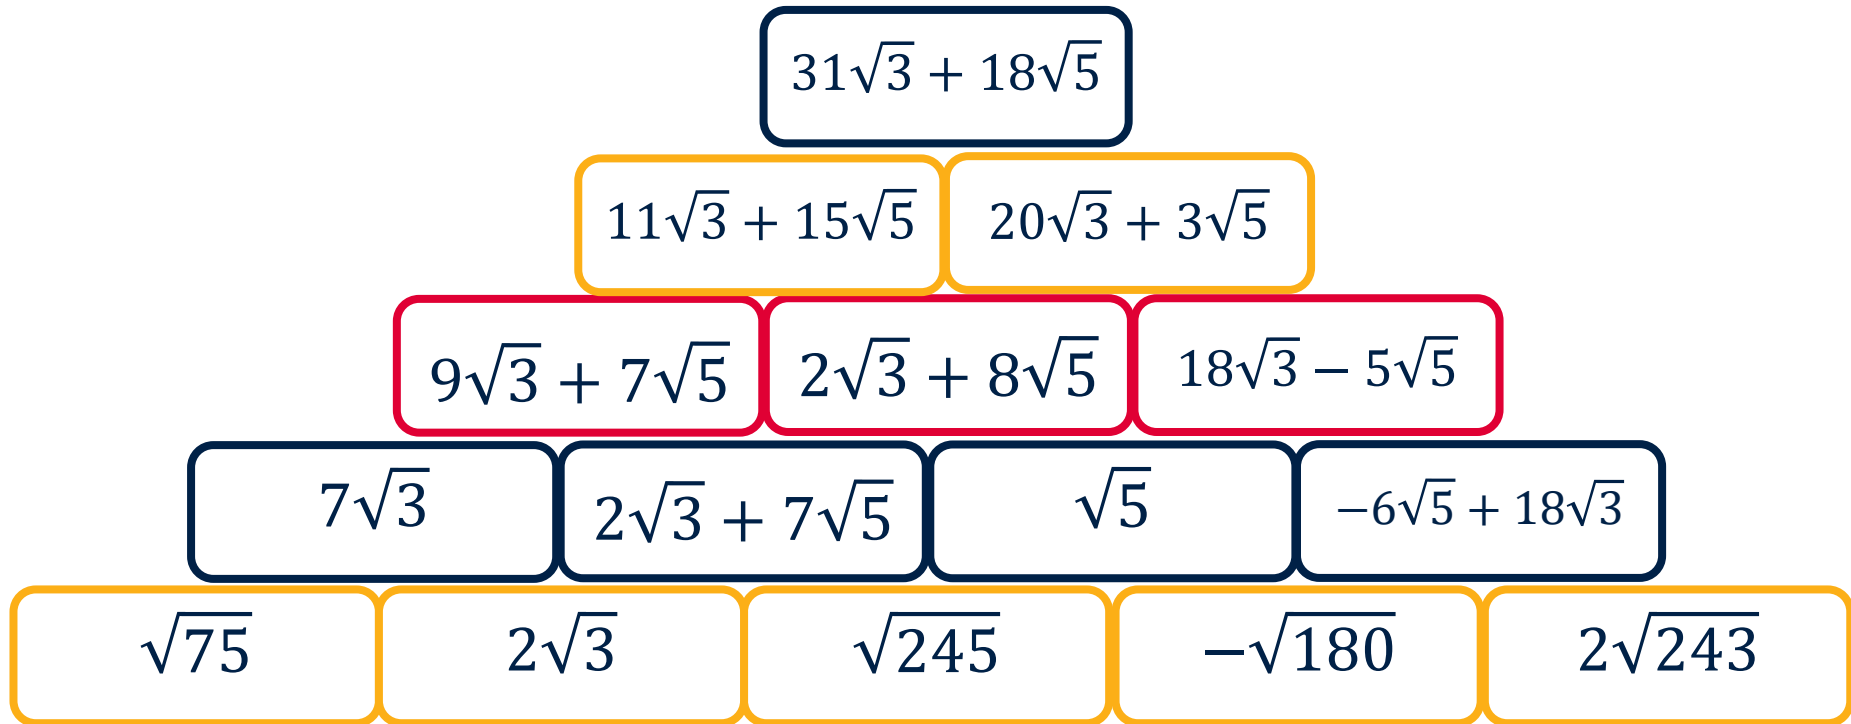 31√3 + 18√5
11√3 + 15√5 20√3 + 3√5
9√3 + 7√5 2√3 + 8√5 18√3 − 5√5
7√3 2√3 + 7√5 √5 −6√5 + 18√3
√75 2√3 √245 −√180 2√243